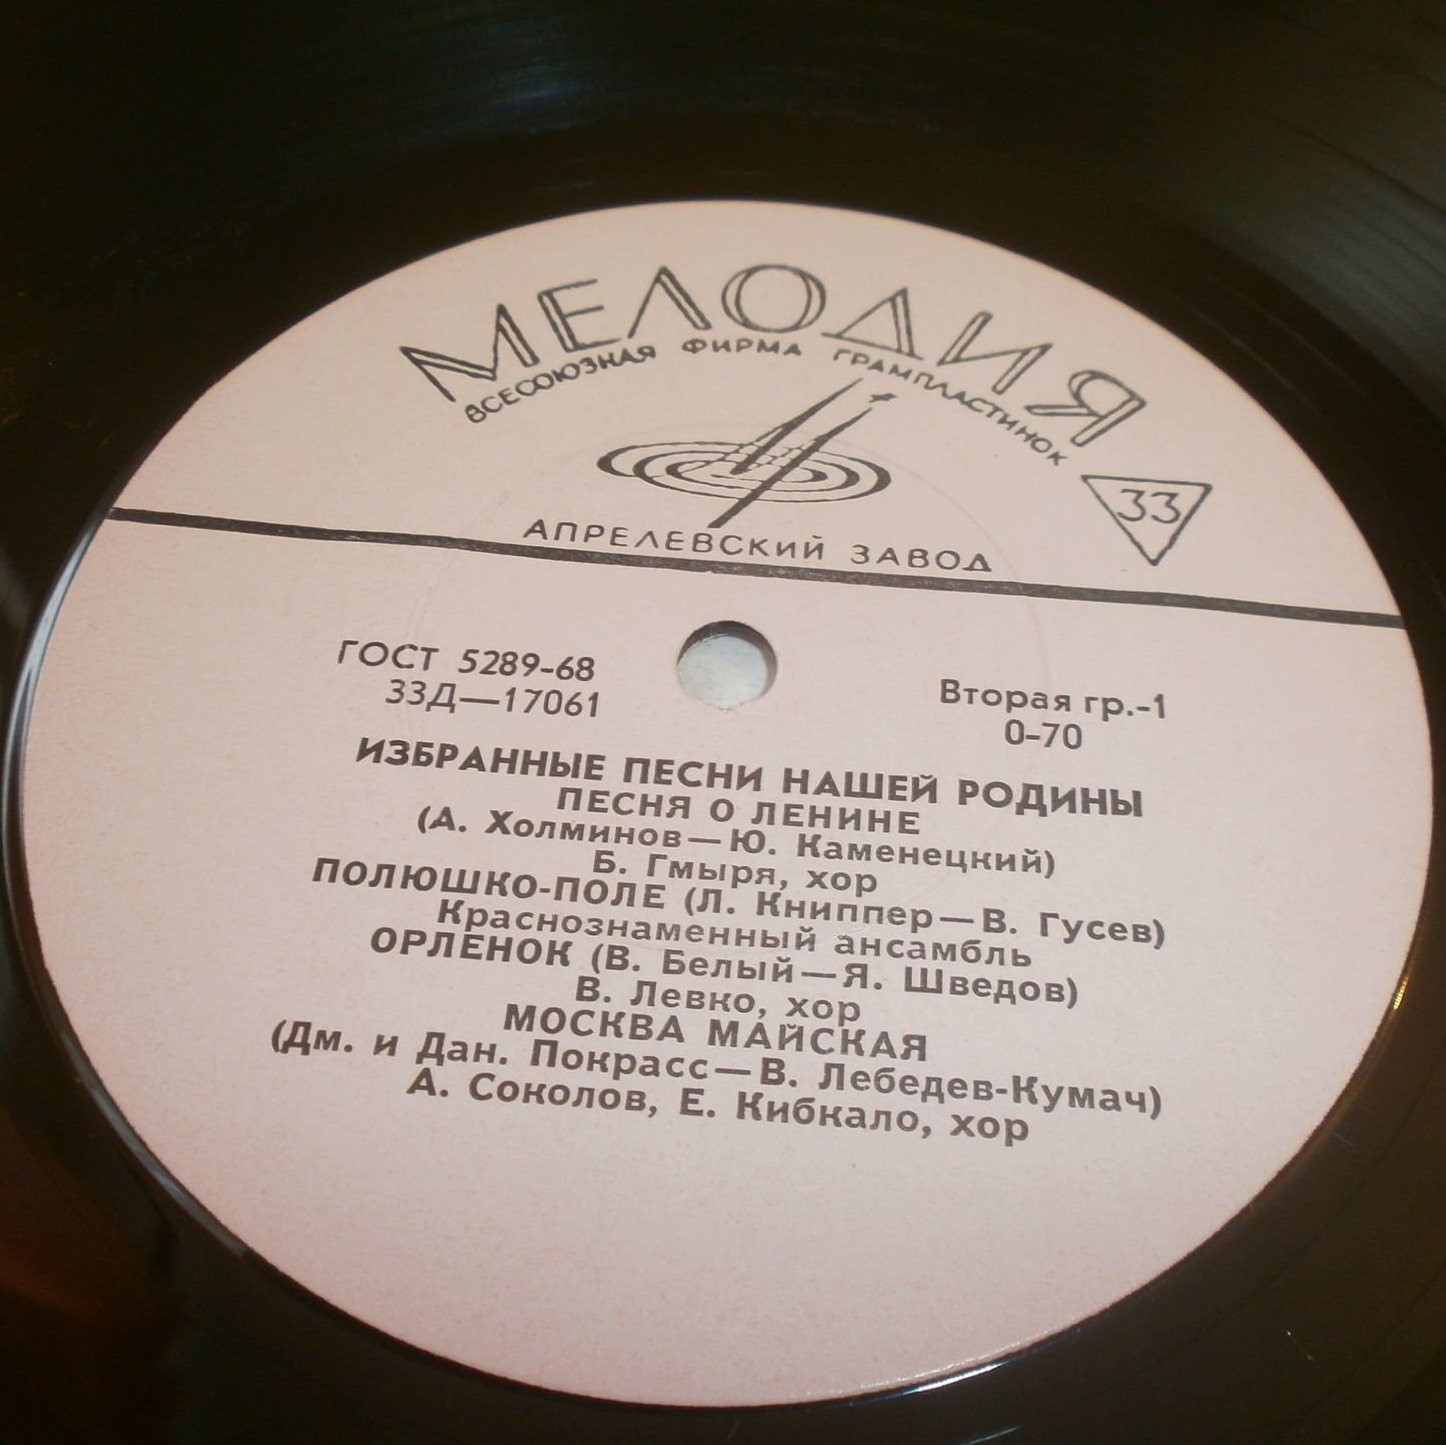 МЕЛОДИЯ
ВСЕСОЮЗНАЯ ФИРМА ГРАМПЛАСТИНОК
33
АПРЕЛЕВСКИЙ ЗАВОД
ГОСТ 5289-68
33Д—17061
Вторая гр.-1
0-70
ИЗБРАННЫЕ ПЕСНИ НАШЕЙ РОДИНЫ
ПЕСНЯ О ЛЕНИНЕ
(А. Холминов—Ю. Каменецкий)
Б. Гмыря, хор
ПОЛЮШКО-ПОЛЕ (Л. Книппер—В. Гусев)
Краснознаменный ансамбль
ОРЛЕНОК (В. Белый—Я. Шведов)
В. Левко, хор
МОСКВА МАЙСКАЯ
(Дм. и Дан. Покрасс—В. Лебедев-Кумач)
А. Соколов, Е. Кибкало, хор